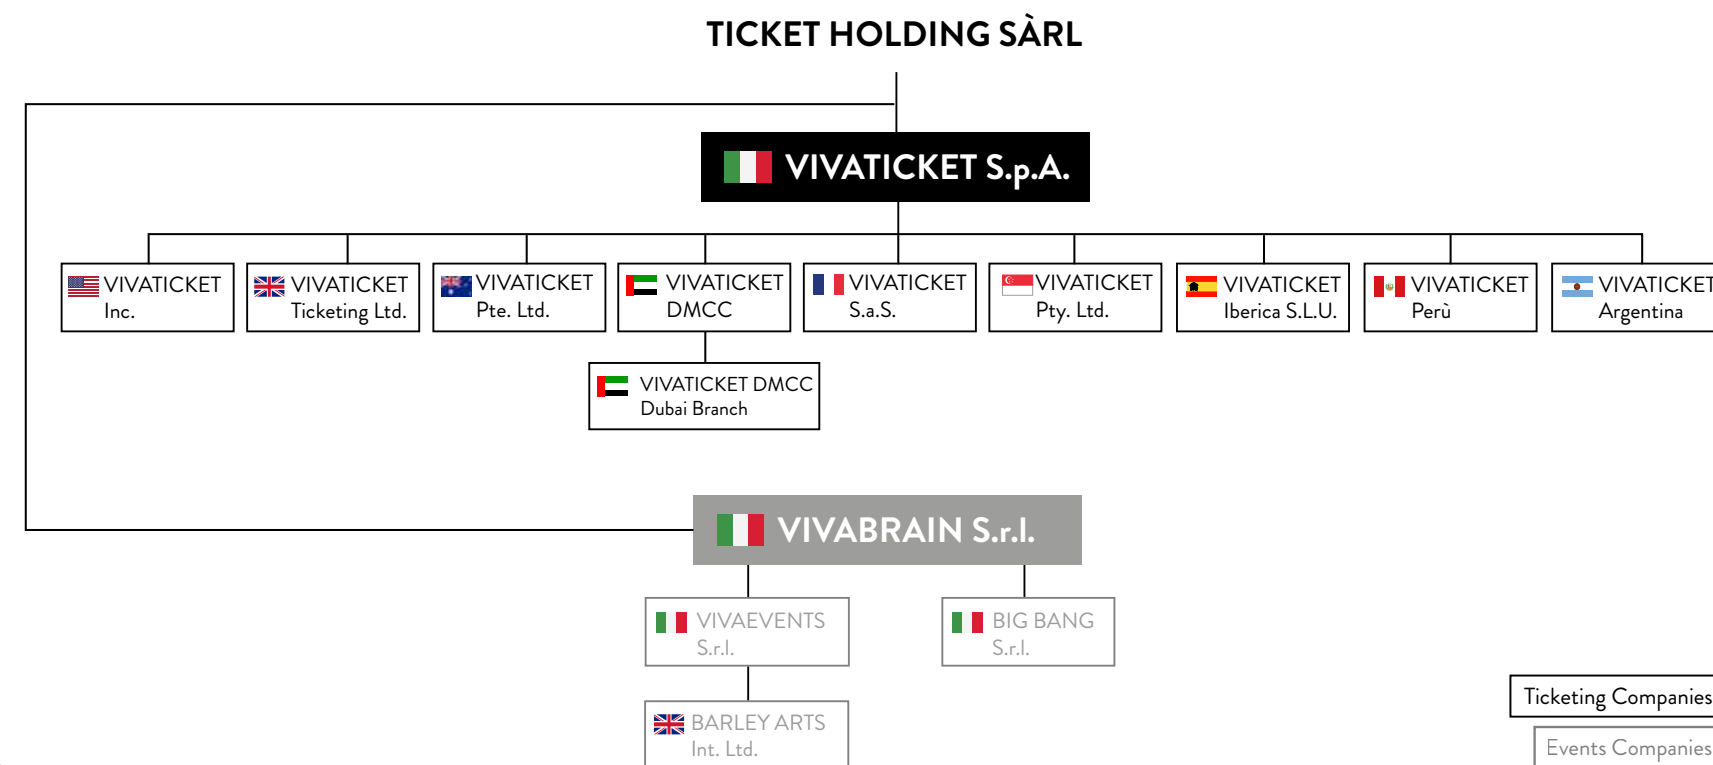 TICKET HOLDING SÀRL
VIVATICKET S.p.A.
VIVATICKET
Inc.
VIVATICKET
Ticketing Ltd.
VIVATICKET
Pte. Ltd.
VIVATICKET
DMCC
VIVATICKET
S.a.S.
VIVATICKET
Pty. Ltd.
VIVATICKET
Iberica S.L.U.
VIVATICKET
Perù
VIVATICKET
Argentina
VIVATICKET DMCC
Dubai Branch
VIVABRAIN S.r.l.
VIVAEVENTS
S.r.l.
BIG BANG
S.r.l.
BARLEY ARTS
Int. Ltd.
Ticketing Companies
Events Companies